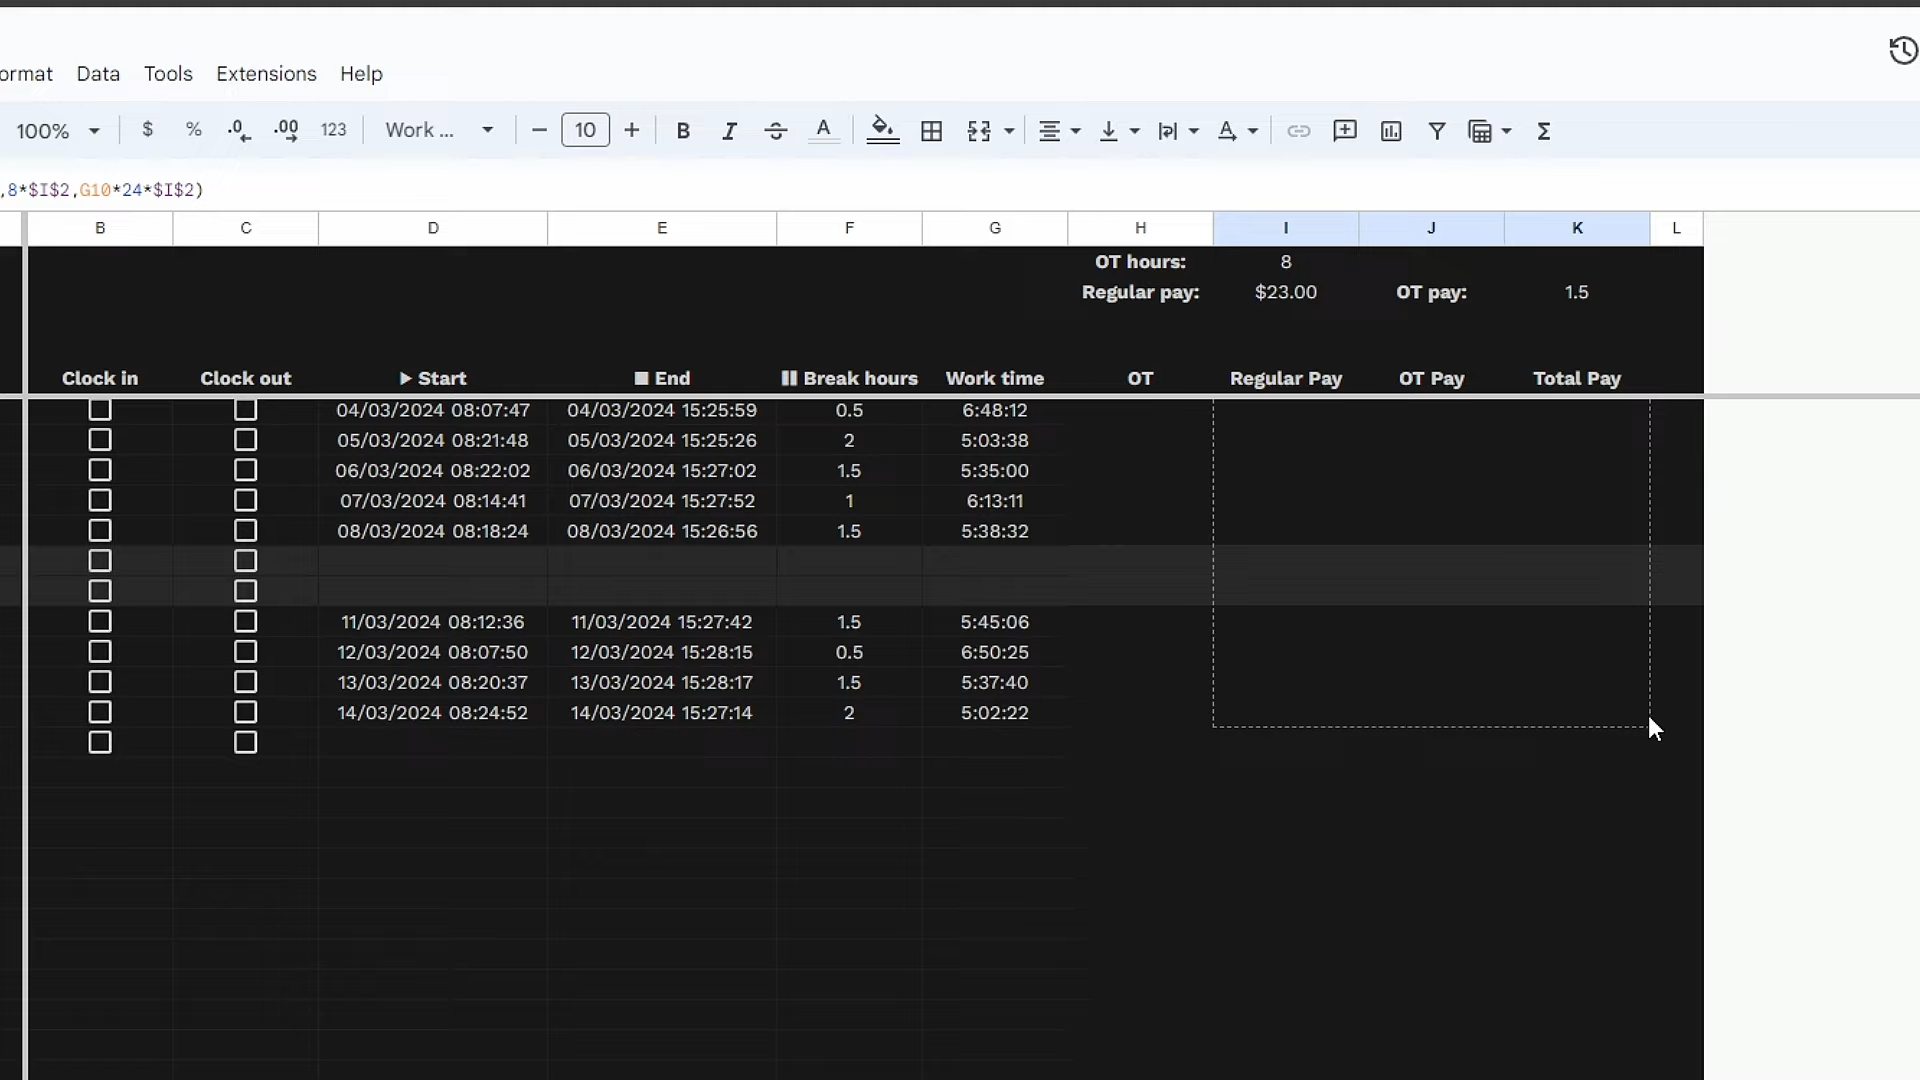 ormat Data Tools Extensions Help
100% $ % .0 .00 123 Work ... 10 B I A A Σ
,8*$I$2,G10*24*$I$2)
B C D E F G H I J K L
OT hours: 8
Regular pay: $23.00 OT pay: 1.5
Clock in Clock out Start End Break hours Work time OT Regular Pay OT Pay Total Pay
04/03/2024 08:07:47 04/03/2024 15:25:59 0.5 6:48:12
05/03/2024 08:21:48 05/03/2024 15:25:26 2 5:03:38
06/03/2024 08:22:02 06/03/2024 15:27:02 1.5 5:35:00
07/03/2024 08:14:41 07/03/2024 15:27:52 1 6:13:11
08/03/2024 08:18:24 08/03/2024 15:26:56 1.5 5:38:32
11/03/2024 08:12:36 11/03/2024 15:27:42 1.5 5:45:06
12/03/2024 08:07:50 12/03/2024 15:28:15 0.5 6:50:25
13/03/2024 08:20:37 13/03/2024 15:28:17 1.5 5:37:40
14/03/2024 08:24:52 14/03/2024 15:27:14 2 5:02:22